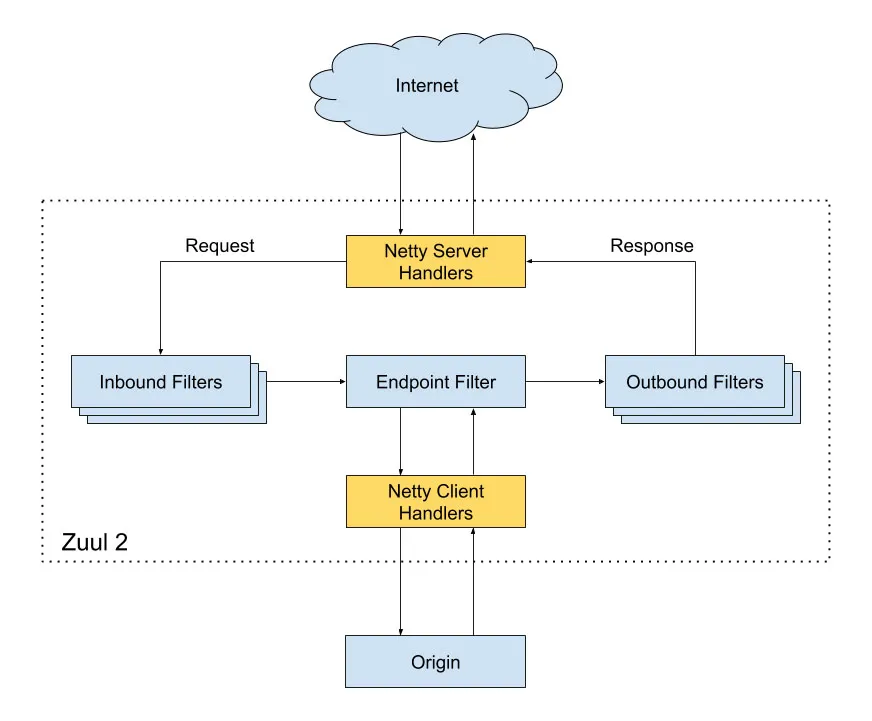 Internet
Request
Netty Server
Handlers
Response
Inbound Filters
Endpoint Filter
Outbound Filters
Netty Client
Handlers
Zuul 2
Origin